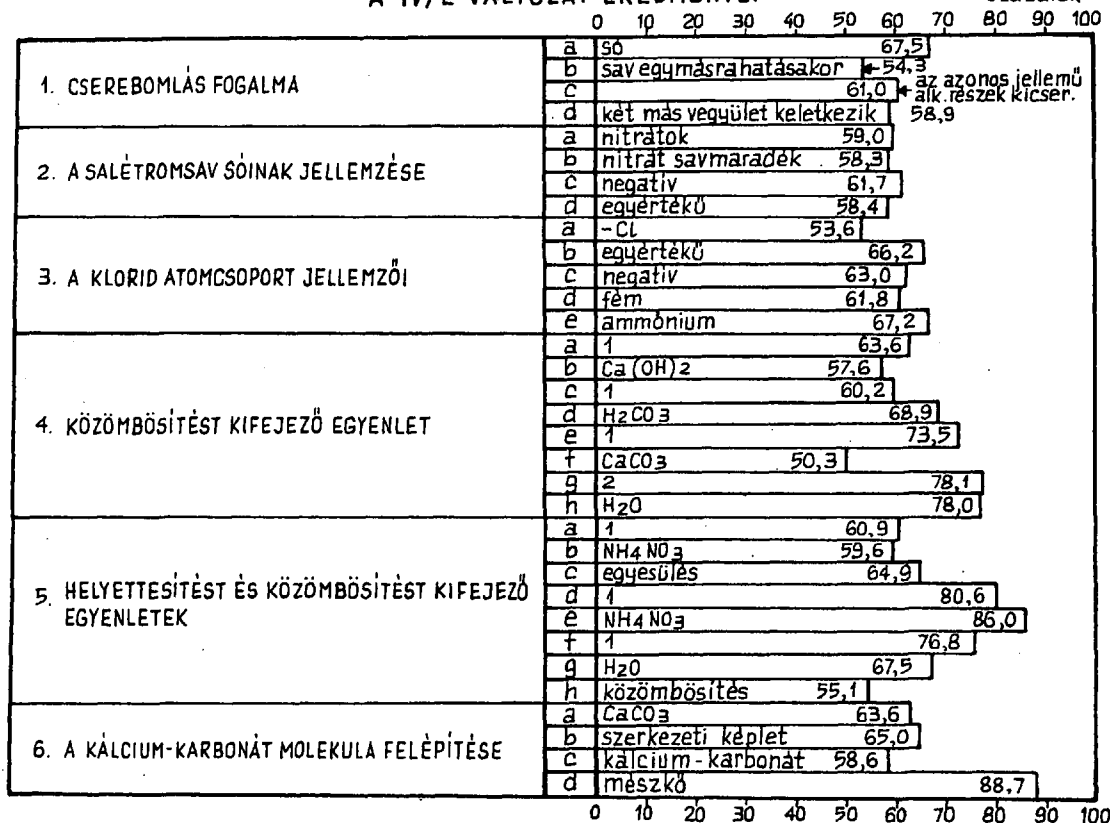 A IV/E VÁLTOZAT EREDMÉNYEI
0 10 20 30 40 50 60 70 80 90 100
1. CSEREBOMLÁS FOGALMA
a só 67,5
b sav egymásrahatásakor 54,3
c 61,0 az azonos jellemű
alk. részek kicser.
d két más vegyület keletkezik 58,9
2. A SALÉTROMSAV SÓINAK JELLEMZÉSE
a nitrátok 59,0
b nitrát savmaradék 58,3
c negatív 61,7
d egyértékű 58,4
3. A KLORID ATOMCSOPORT JELLEMZŐI
a -Cl 53,6
b egyértékű 66,2
c negatív 63,0
d fém 61,8
e ammónium 67,2
4. KÖZÖMBÖSÍTÉST KIFEJEZŐ EGYENLET
a 1 63,6
b Ca(OH)2 57,6
c 1 60,2
d H2CO3 68,9
e 1 73,5
f CaCO3 50,3
g 2 78,1
h H2O 78,0
5. HELYETTESÍTÉST ÉS KÖZÖMBÖSÍTÉST KIFEJEZŐ
EGYENLETEK
a 1 60,9
b NH4NO3 59,6
c egyesülés 64,9
d 1 80,6
e NH4NO3 86,0
f 1 76,8
g H2O 67,5
h közömbösítés 55,1
6. A KÁLCIUM-KARBONÁT MOLEKULA FELÉPÍTÉSE
a CaCO3 63,6
b szerkezeti képlet 65,0
c kálcium-karbonát 58,6
d mészkő 88,7
0 10 20 30 40 50 60 70 80 90 100